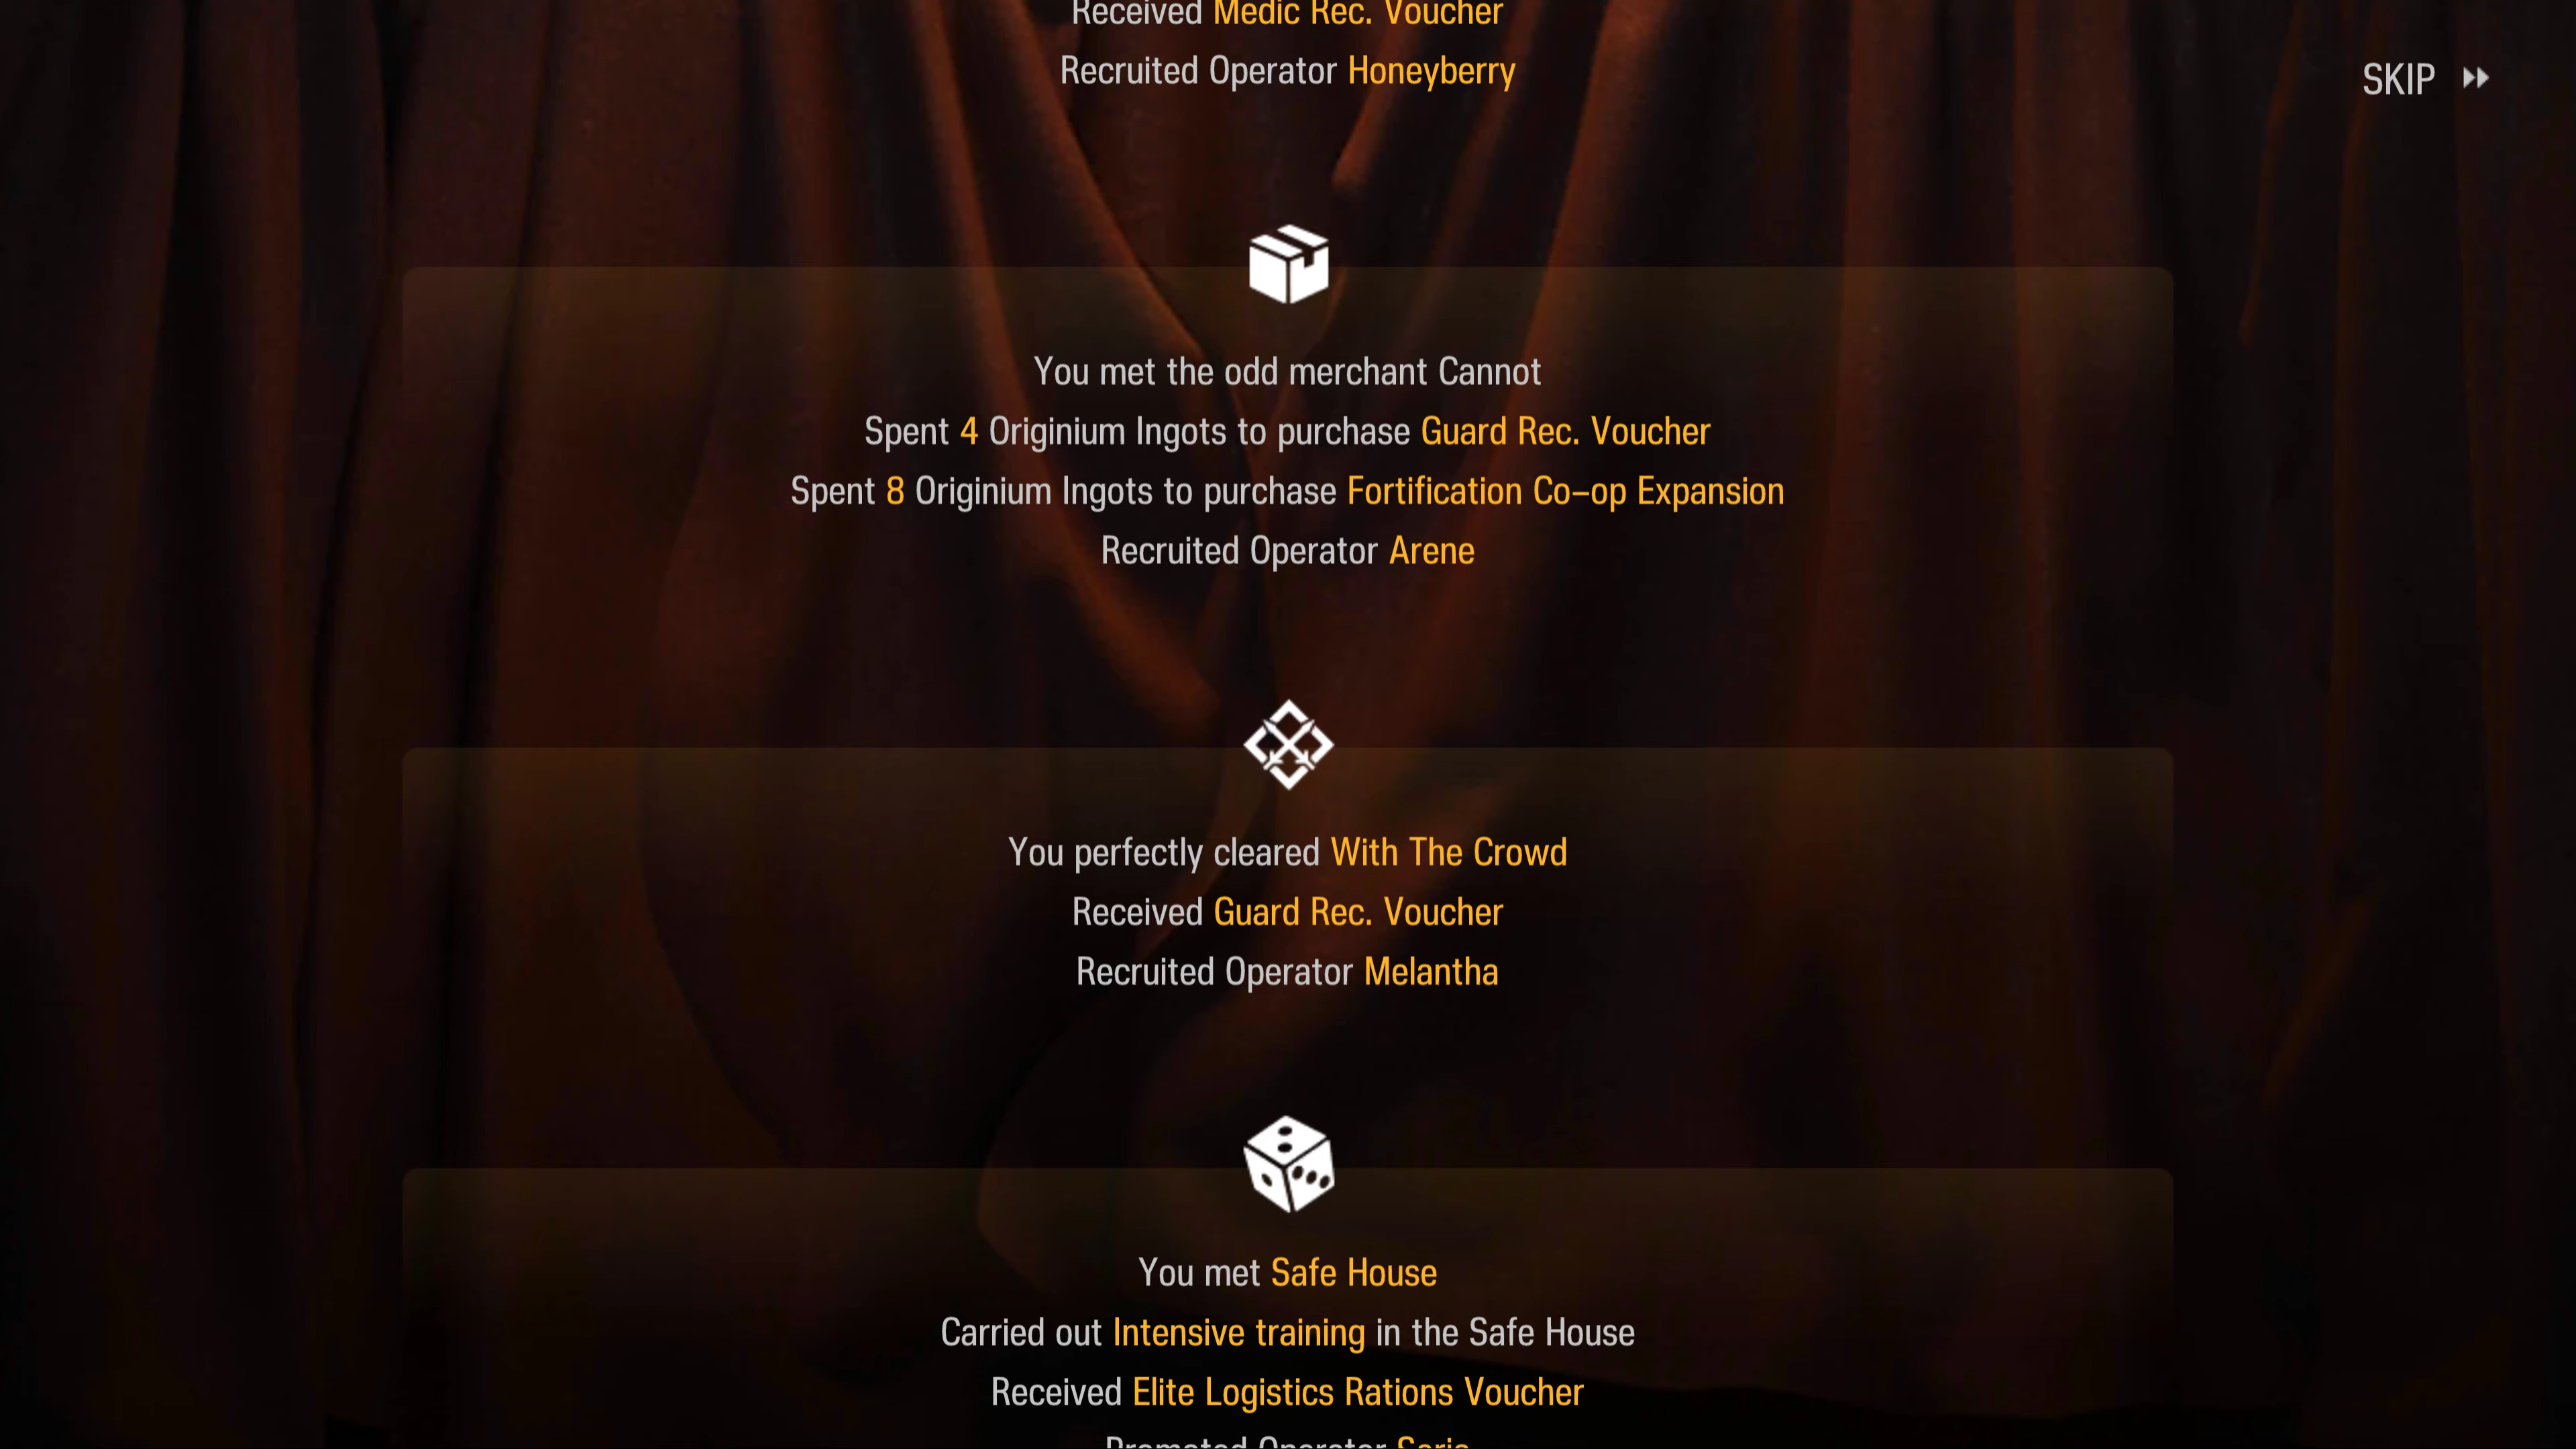 Received Medic Rec. Voucher
Recruited Operator Honeyberry
SKIP
You met the odd merchant Cannot
Spent 4 Originium Ingots to purchase Guard Rec. Voucher
Spent 8 Originium Ingots to purchase Fortification Co-op Expansion
Recruited Operator Arene
You perfectly cleared With The Crowd
Received Guard Rec. Voucher
Recruited Operator Melantha
You met Safe House
Carried out Intensive training in the Safe House
Received Elite Logistics Rations Voucher
Promoted Operator